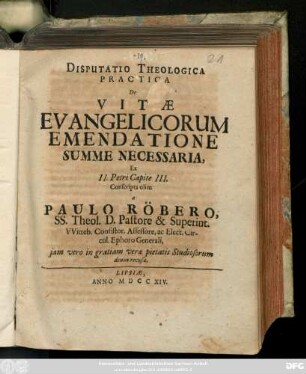 21
DISPUTATIO THEOLOGICA
PRACTICA
De
VITÆ
EVANGELICORUM
EMENDATIONE
SUMME NECESSARIA,
Ex
II. Petri Capite III.
Conscripta olim
a
PAULO RÖBERO,
SS. Theol. D. Pastore & Superint.
VViteb. Consistor. Assessore, ac Elect. Cir-
cul. Ephoro Generali,
jam vero in gratiam veræ pietatis Studiosorum
denuo recusa.
LIPSIÆ,
ANNO MDCCXIV.